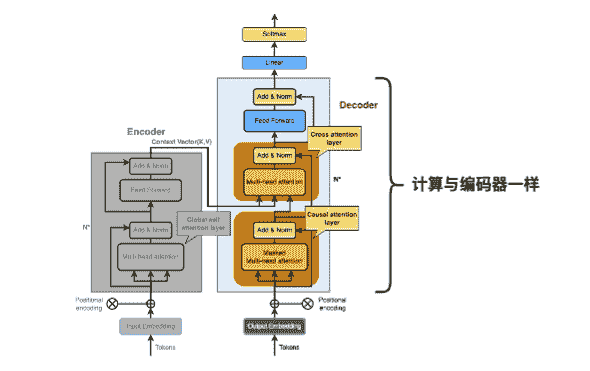 Softmax
Linear
Add & Norm
Decoder
Feed Forward
Encoder
Context Vector(K,V)
Cross attention
layer
Add & Norm
Add & Norm
Feed Forward
Multi-head attention
N*
计算与编码器一样
Global self
attention
layer
Causal attention
layer
N*
Add & Norm
Add & Norm
Multi-head attention
Masked
Multi-head attention
Positional
encoding
Positional
encoding
Input Embedding
Output Embedding
Tokens
Tokens